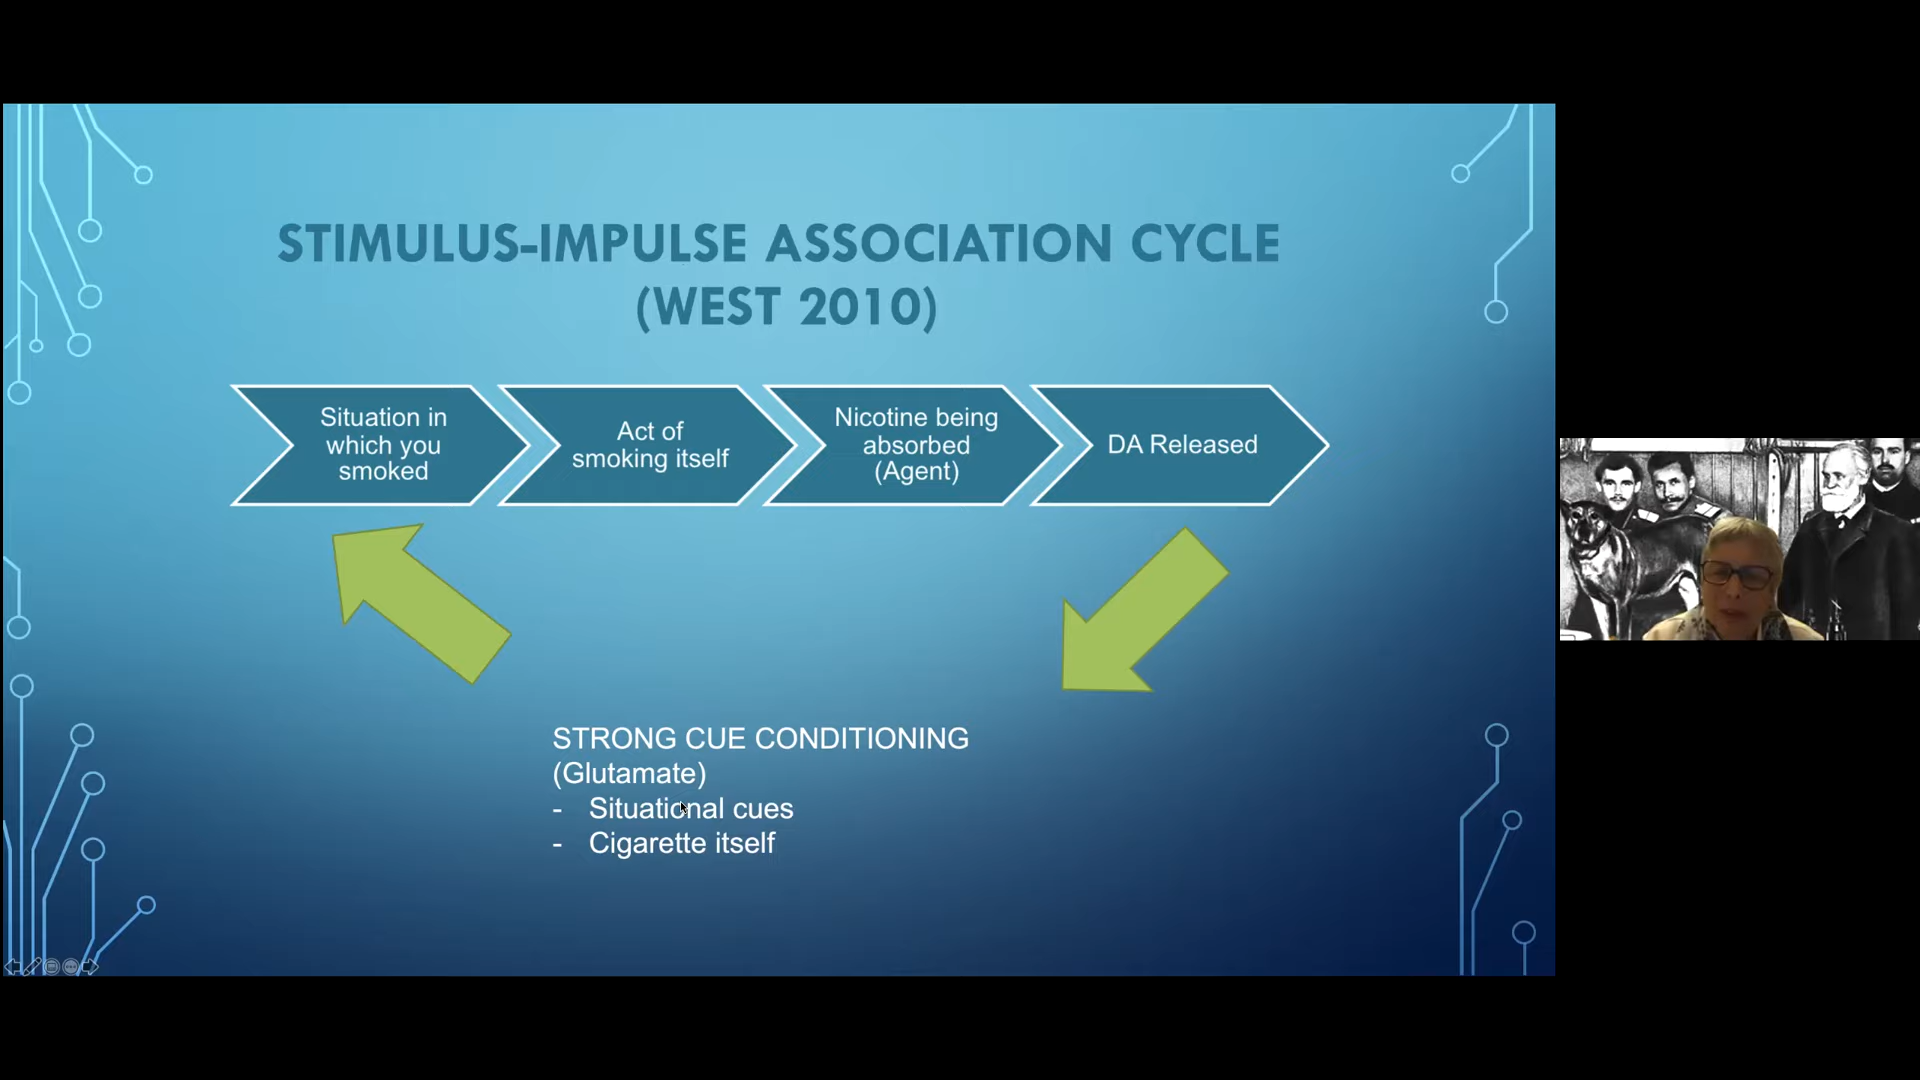 STIMULUS-IMPULSE ASSOCIATION CYCLE
(WEST 2010)
Situation in
which you
smoked
Act of
smoking itself
Nicotine being
absorbed
(Agent)
DA Released
STRONG CUE CONDITIONING
(Glutamate)
- Situational cues
- Cigarette itself